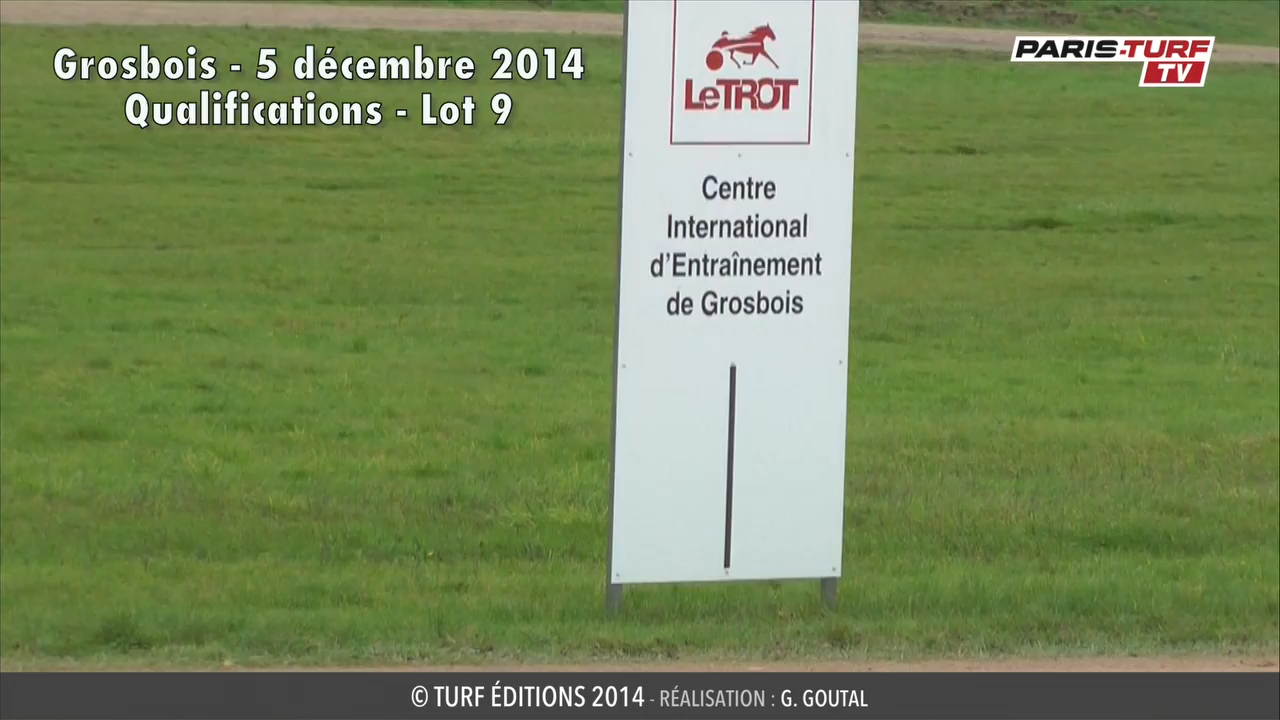 Grosbois - 5 décembre 2014
Qualifications - Lot 9
PARIS-TURF
TV
LeTROT
Centre
International
d'Entraînement
de Grosbois
© TURF ÉDITIONS 2014 - RÉALISATION : G. GOUTAL